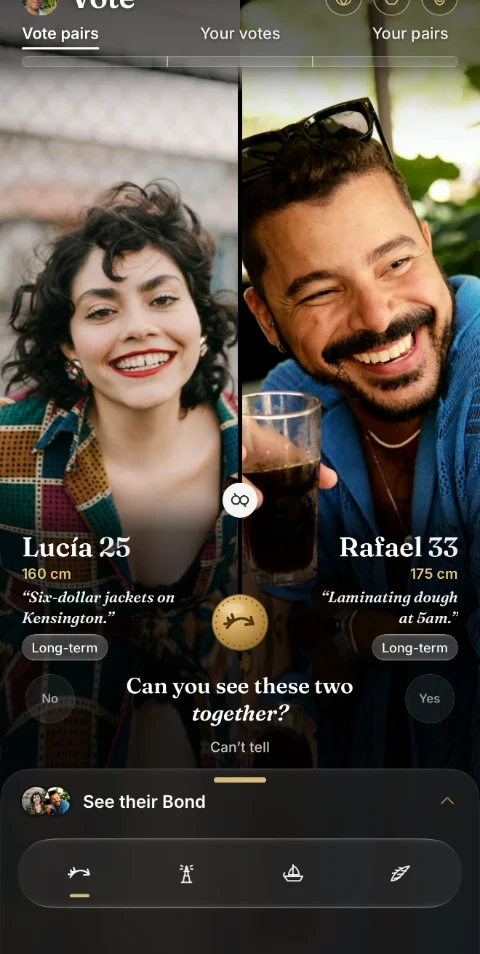 Vote
Vote pairs
Your votes
Your pairs
Lucía 25
Rafael 33
160 cm
175 cm
“Six-dollar jackets on
Kensington.”
“Laminating dough
at 5am.”
Long-term
Long-term
No
Can you see these two
together?
Yes
Can’t tell
See their Bond